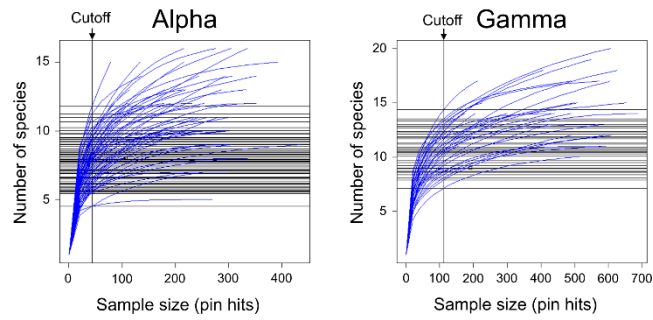 Cutoff Alpha
Cutoff Gamma
Number of species
15
10
5
0 100 200 300 400
Sample size (pin hits)
Number of species
20
15
10
5
0 100 200 300 400 500 600 700
Sample size (pin hits)